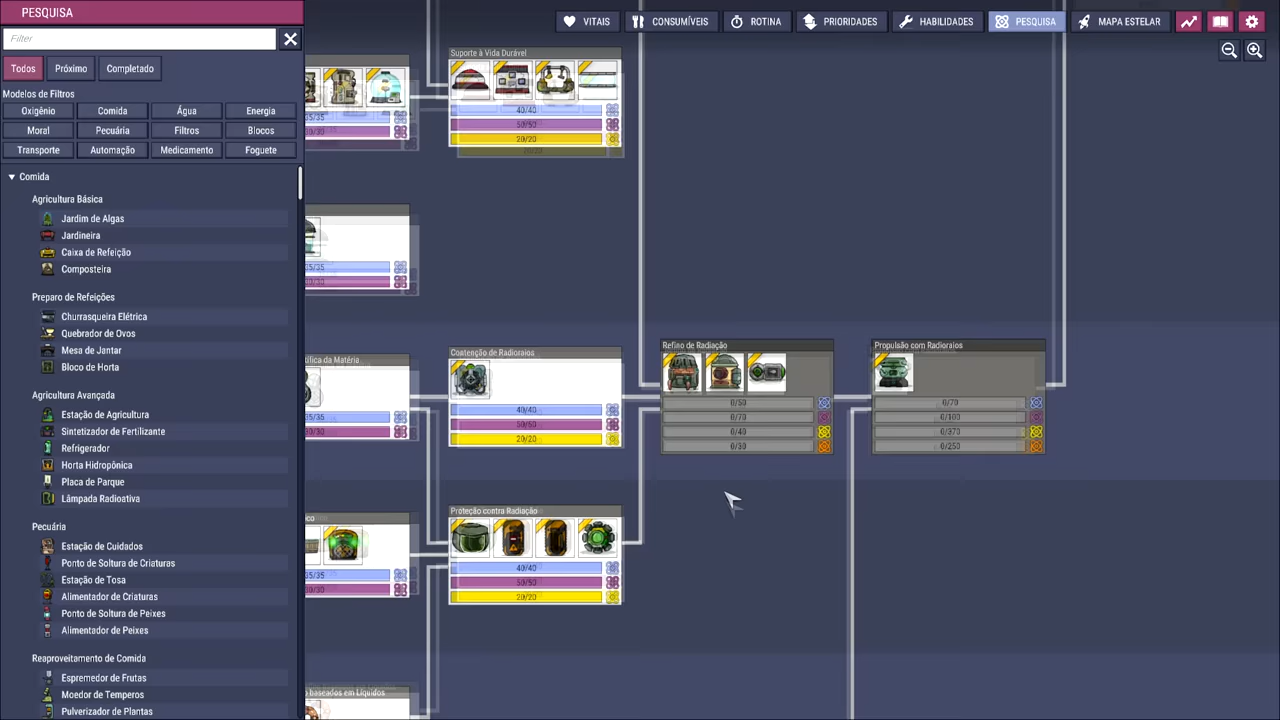 PESQUISA
VITAIS
CONSUMÍVEIS
ROTINA
PRIORIDADES
HABILIDADES
PESQUISA
MAPA ESTELAR
Filter
Todos
Próximo
Completado
Modelos de Filtros
Oxigênio
Comida
Água
Energia
Moral
Pecuária
Filtros
Biocos
Transporte
Automação
Medicamento
Foguete
Comida
Agricultura Básica
Jardim de Algas
Jardineira
Caixa de Refeição
Composteira
Preparo de Refeições
Churrasqueira Elétrica
Quebrador de Ovos
Mesa de Jantar
Bloco de Horta
Agricultura Avançada
Estação de Agricultura
Sintetizador de Fertilizante
Refrigerador
Horta Hidropônica
Placa de Parque
Lâmpada Radioativa
Pecuária
Estação de Cuidados
Ponto de Soltura de Criaturas
Estação de Tosa
Alimentador de Criaturas
Ponto de Soltura de Peixes
Alimentador de Peixes
Reaproveitamento de Comida
Espremedor de Frutas
Moedor de Temperos
Pulverizador de Plantas
Suporte à Vida Durável
40/40
50/50
20/20
Contenção de Radioraios
40/40
50/50
20/20
Refino de Radiação
0/50
0/70
0/40
0/30
Propulsão com Radioraios
0/70
0/100
0/370
0/250
Proteção contra Radiação
40/40
50/50
20/20
baseados em Líquidos